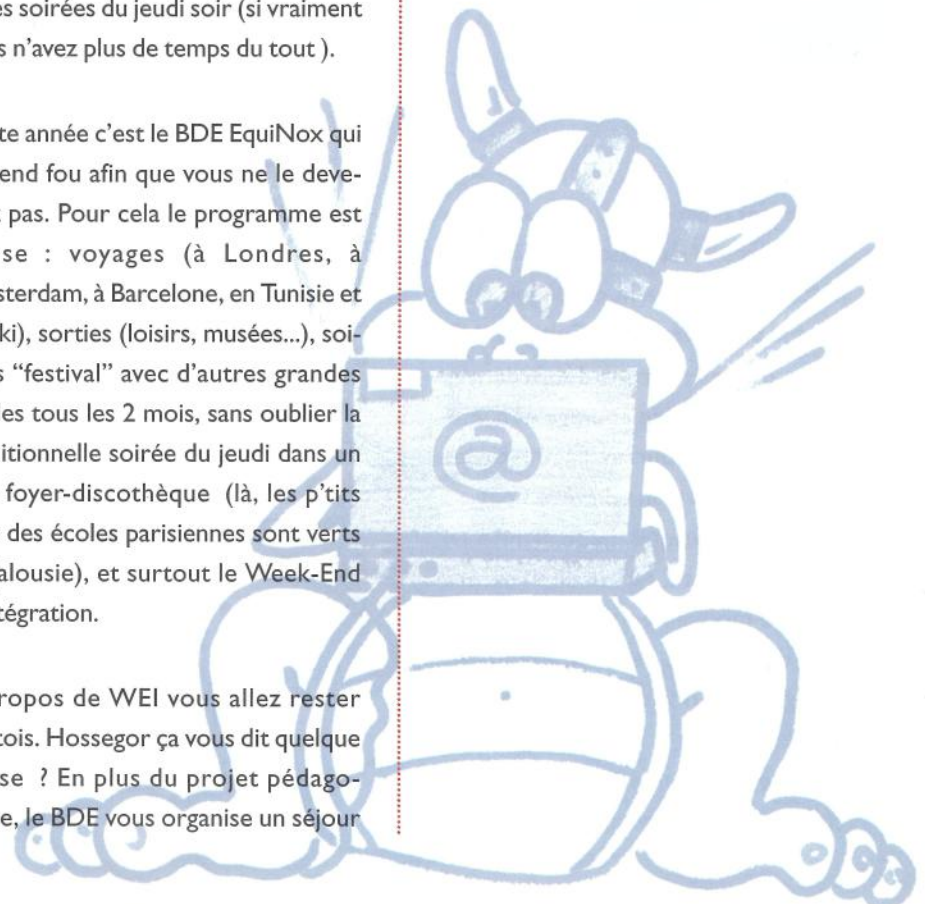 es soirées du jeudi soir (si vraiment
s n'avez plus de temps du tout ).
te année c'est le BDE EquiNox qui
end fou afin que vous ne le deve-
pas. Pour cela le programme est
se : voyages (à Londres, à
sterdam, à Barcelone, en Tunisie et
ki), sorties (loisirs, musées...), soi-
s “festival” avec d'autres grandes
les tous les 2 mois, sans oublier la
itionnelle soirée du jeudi dans un
foyer-discothèque (là, les p'tits
des écoles parisiennes sont verts
alousie), et surtout le Week-End
tégration.
ropos de WEI vous allez rester
tois. Hossegor ça vous dit quelque
se ? En plus du projet pédago-
e, le BDE vous organise un séjour
@